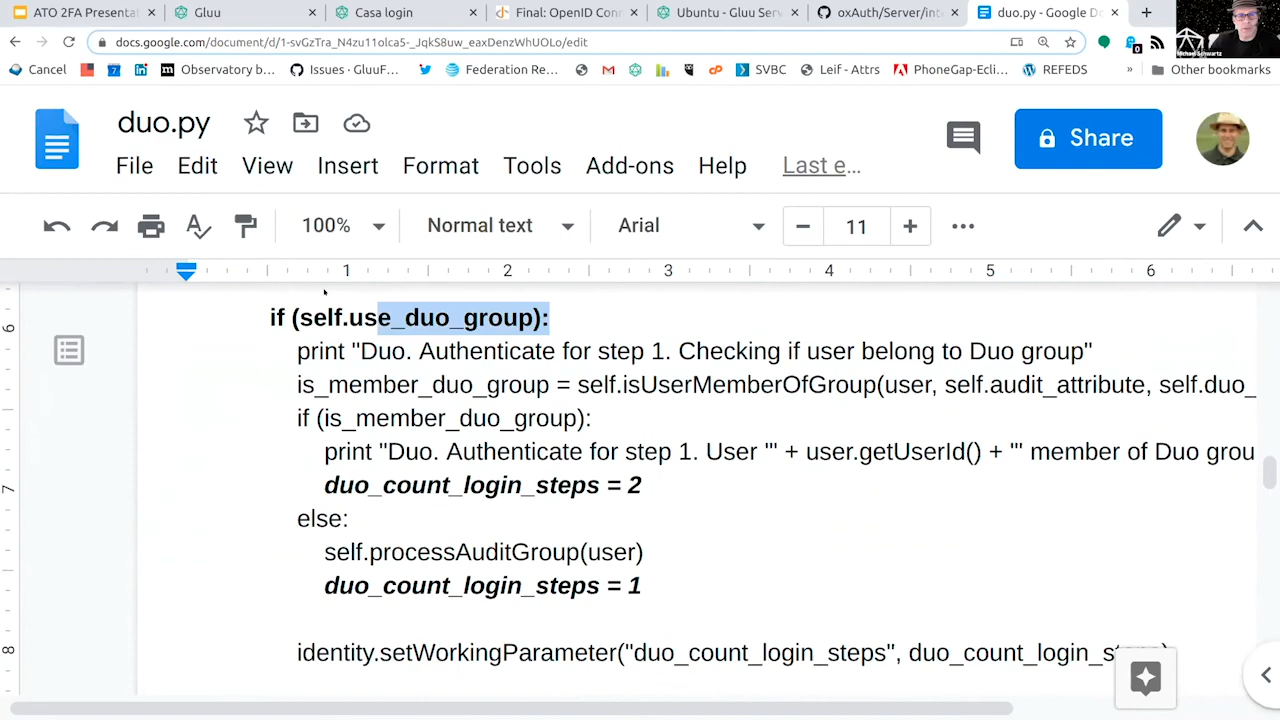 ATO 2FA Presentat
Gluu
Casa login
Final: OpenID Conn
Ubuntu - Gluu Serv
oxAuth/Server/inte
duo.py - Google Do
docs.google.com/document/d/1-svGzTra_N4zu11olca5-_JqkS8uw_eaxDenzWhUOLo/edit
Cancel
Observatory b...
Issues · GluuF...
Federation Re...
SVBC
Leif - Attrs
PhoneGap-Ecli...
REFEDS
Other bookmarks
Michael Schwartz
duo.py
File Edit View Insert Format Tools Add-ons Help Last e...
Share
100% Normal text Arial 11
1 2 3 4 5 6
6
7
8
if (self.use_duo_group):
print "Duo. Authenticate for step 1. Checking if user belong to Duo group"
is_member_duo_group = self.isUserMemberOfGroup(user, self.audit_attribute, self.duo_
if (is_member_duo_group):
print "Duo. Authenticate for step 1. User '" + user.getUserId() + "' member of Duo grou
duo_count_login_steps = 2
else:
self.processAuditGroup(user)
duo_count_login_steps = 1
identity.setWorkingParameter("duo_count_login_steps", duo_count_login_steps)